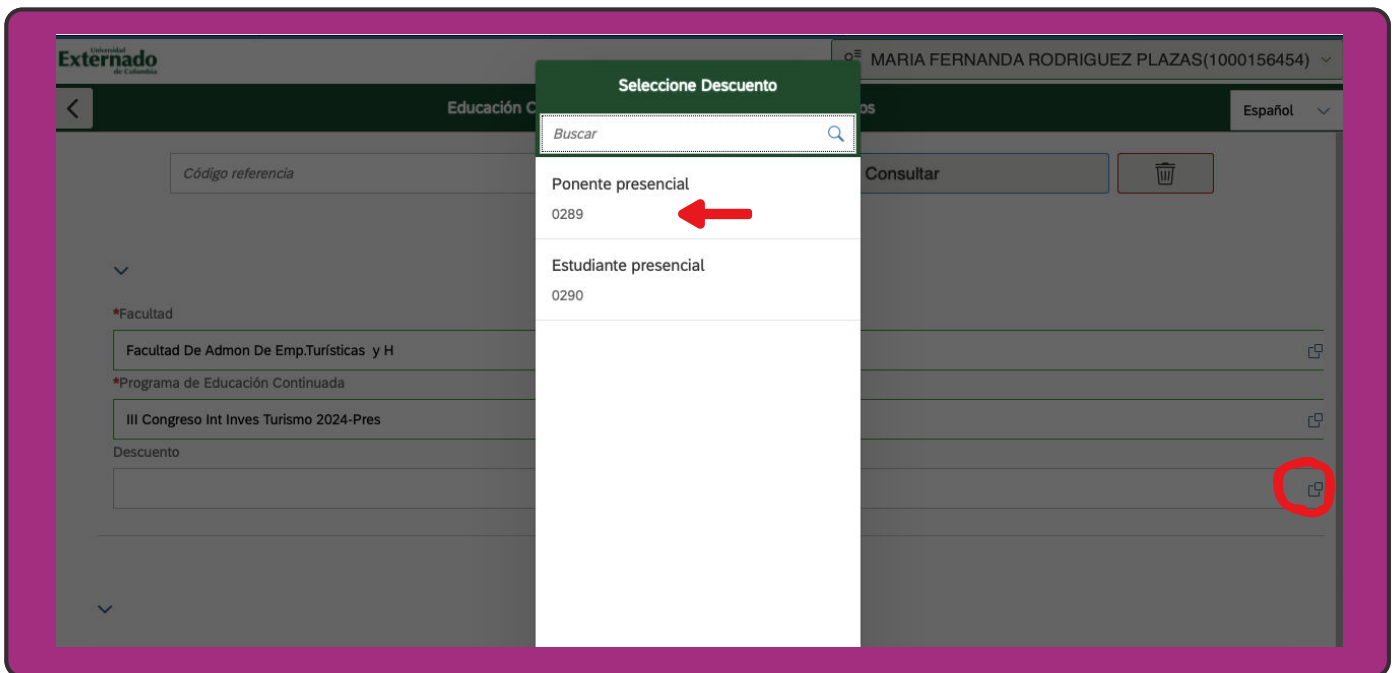 Universidad
Externado
de Colombia
MARIA FERNANDA RODRIGUEZ PLAZAS(1000156454)
Seleccione Descuento
Educación C
os
Español
Buscar
Código referencia
Consultar
Ponente presencial
0289
Estudiante presencial
0290
*Facultad
Facultad De Admon De Emp.Turísticas y H
*Programa de Educación Continuada
III Congreso Int Inves Turismo 2024-Pres
Descuento